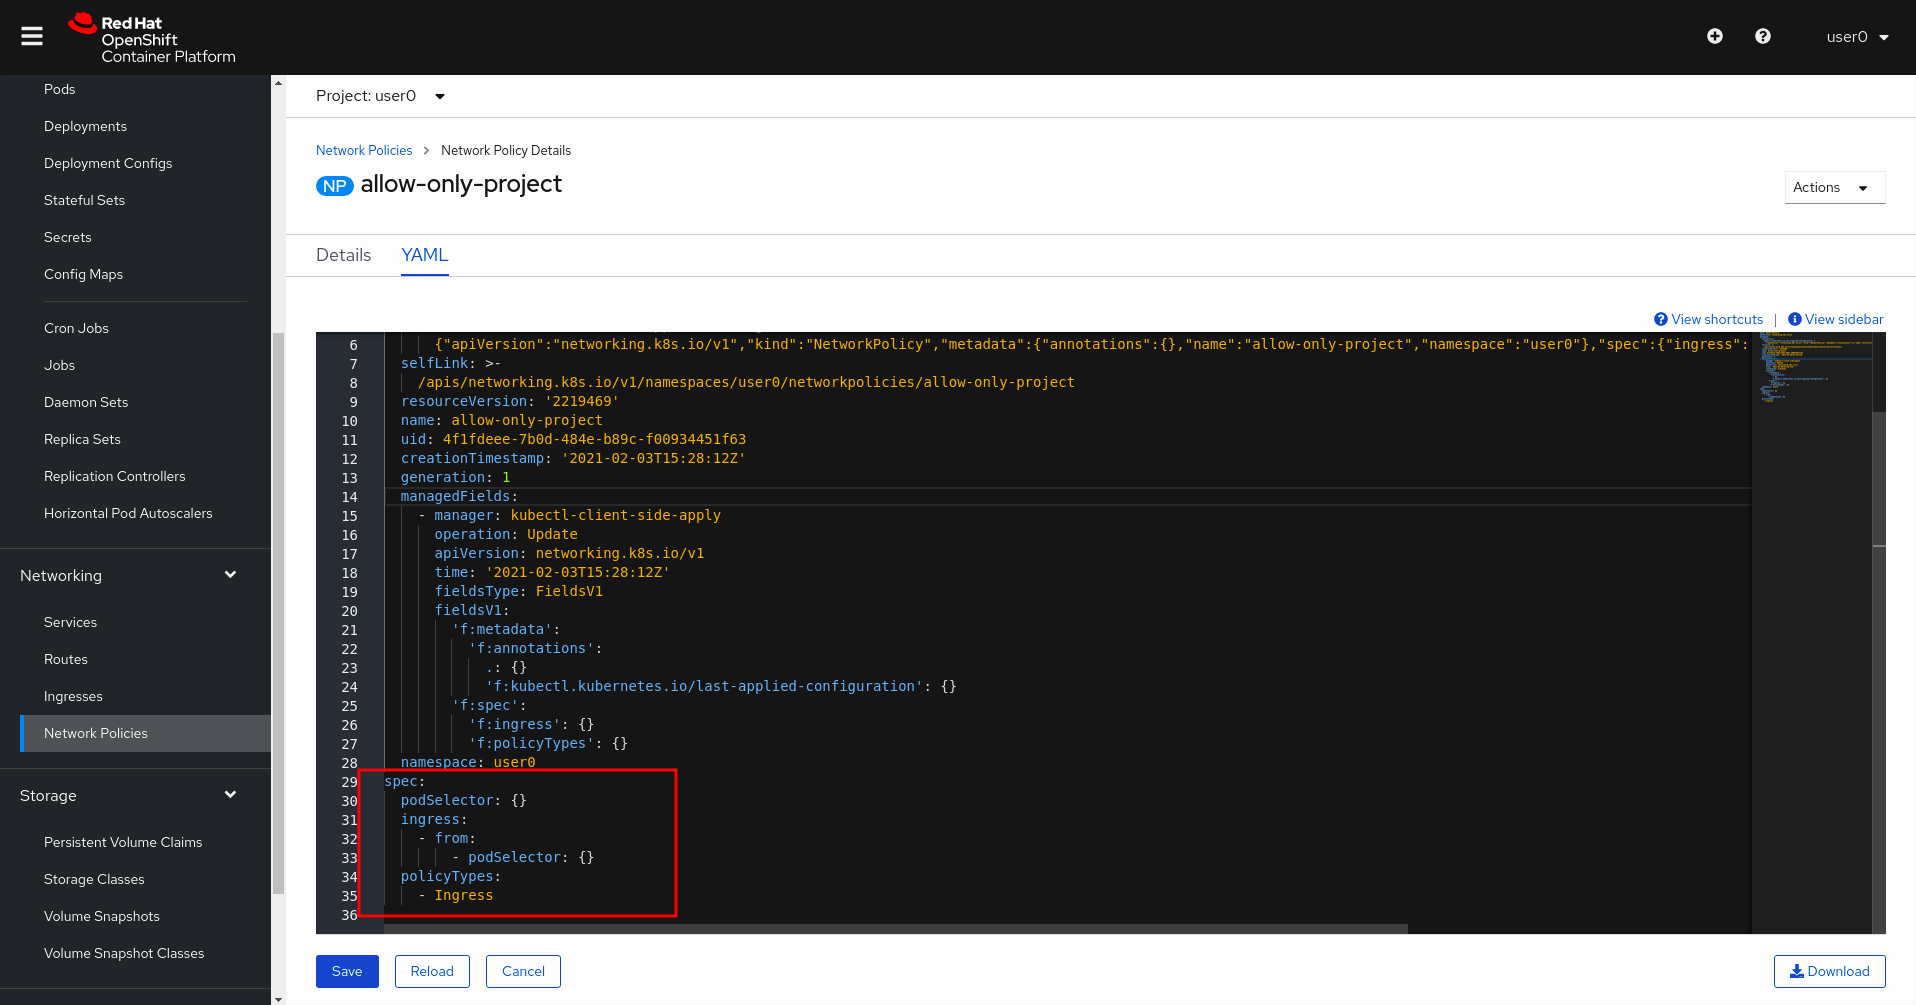 Red Hat
OpenShift
Container Platform
user0
Pods
Deployments
Deployment Configs
Stateful Sets
Secrets
Config Maps
Cron Jobs
Jobs
Daemon Sets
Replica Sets
Replication Controllers
Horizontal Pod Autoscalers
Networking
Services
Routes
Ingresses
Network Policies
Storage
Persistent Volume Claims
Storage Classes
Volume Snapshots
Volume Snapshot Classes
Project: user0
Network Policies > Network Policy Details
NP allow-only-project
Actions
Details YAML
View shortcuts | View sidebar
6 {"apiVersion":"networking.k8s.io/v1","kind":"NetworkPolicy","metadata":{"annotations":{},"name":"allow-only-project","namespace":"user0"},"spec":{"ingress":
7 selfLink: >-
8 /apis/networking.k8s.io/v1/namespaces/user0/networkpolicies/allow-only-project
9 resourceVersion: '2219469'
10 name: allow-only-project
11 uid: 4f1fdeee-7b0d-484e-b89c-f00934451f63
12 creationTimestamp: '2021-02-03T15:28:12Z'
13 generation: 1
14 managedFields:
15 - manager: kubectl-client-side-apply
16 operation: Update
17 apiVersion: networking.k8s.io/v1
18 time: '2021-02-03T15:28:12Z'
19 fieldsType: FieldsV1
20 fieldsV1:
21 'f:metadata':
22 'f:annotations':
23 .: {}
24 'f:kubectl.kubernetes.io/last-applied-configuration': {}
25 'f:spec':
26 'f:ingress': {}
27 'f:policyTypes': {}
28 namespace: user0
29 spec:
30 podSelector: {}
31 ingress:
32 - from:
33 - podSelector: {}
34 policyTypes:
35 - Ingress
36
Save Reload Cancel
Download